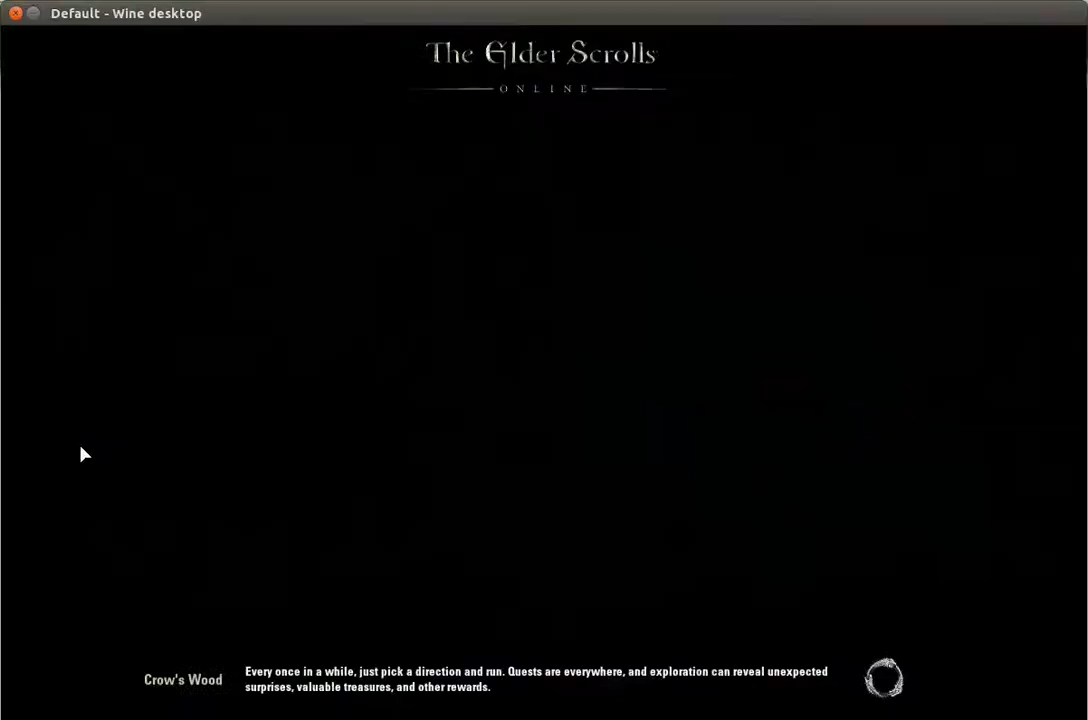 Default - Wine desktop
The Elder Scrolls
ONLINE
Crow's Wood
Every once in a while, just pick a direction and run. Quests are everywhere, and exploration can reveal unexpected
surprises, valuable treasures, and other rewards.